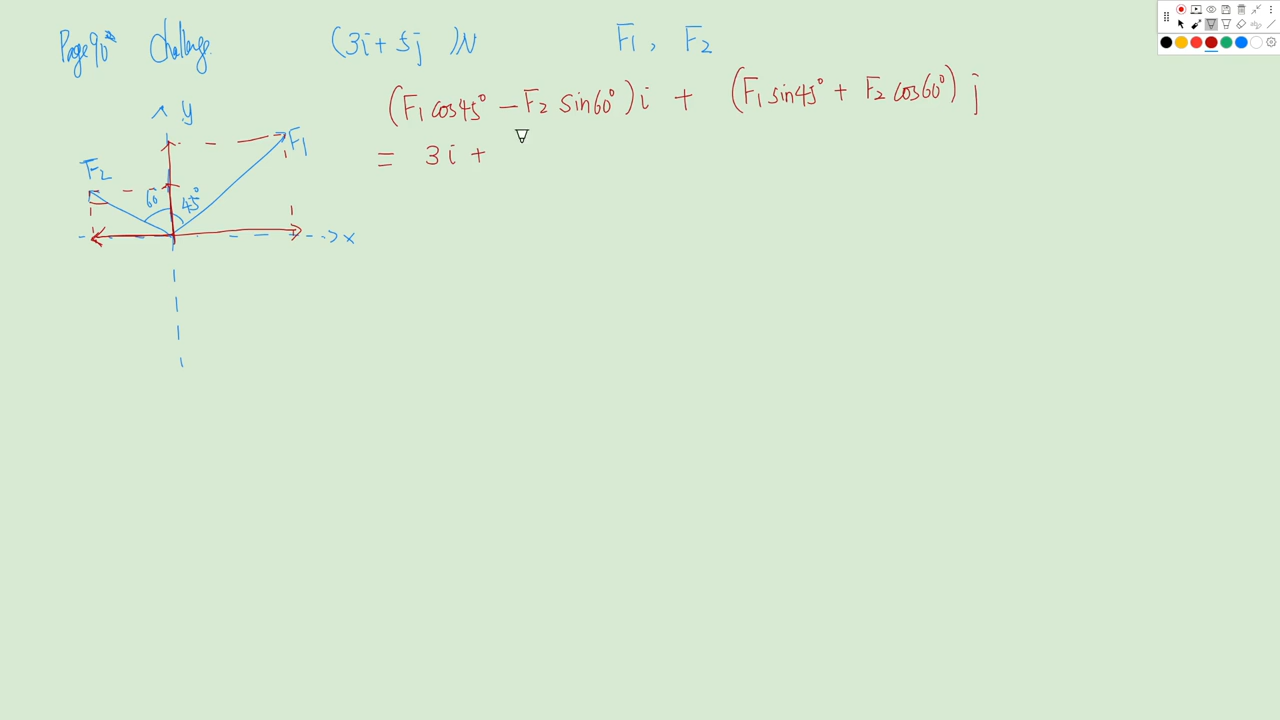 Page 90 Challenge. (3i + 5j ) N F₁ , F₂
(F₁ cos45° − F₂ sin60°) i + (F₁ sin45° + F₂ cos60°) j
= 3i +
y
F₁
F₂
60 45°
x